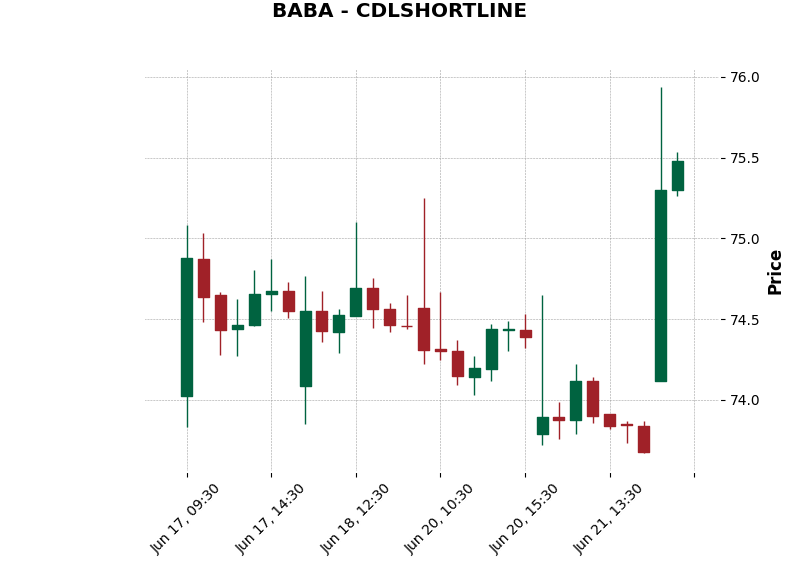 BABA - CDLSHORTLINE
76.0
75.5
75.0
74.5
74.0
Price
Jun 17, 09:30
Jun 17, 14:30
Jun 18, 12:30
Jun 20, 10:30
Jun 20, 15:30
Jun 21, 13:30